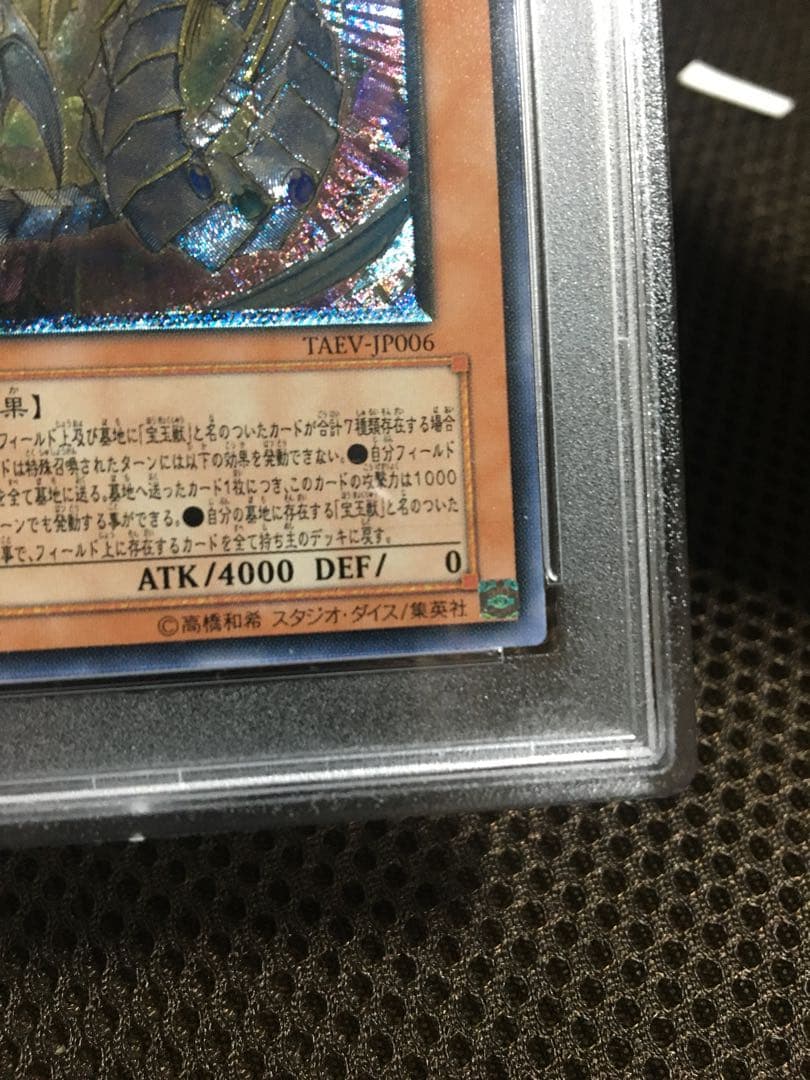 TAEV-JP006
果】
フィールド上及び墓地に「宝玉獣」と名のついたカードが合計7種類存在する場合
ドは特殊召喚されたターンには以下の効果を発動できない。●自分フィールド
を全て墓地に送る。墓地へ送ったカード1枚につき、このカードの攻撃力は1000
ーンでも発動する事ができる。●自分の墓地に存在する「宝玉獣」と名のついた
事で、フィールド上に存在するカードを全て持ち主のデッキに戻す。
ATK/4000 DEF/ 0
©高橋和希 スタジオ・ダイス/集英社